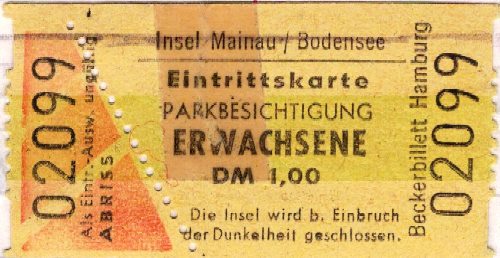 02099
Als Eintr.-Ausw. ungültig
ABRISS
Insel Mainau / Bodensee
Eintrittskarte
PARKBESICHTIGUNG
ERWACHSENE
DM 1,00
Die Insel wird b. Einbruch
der Dunkelheit geschlossen.
Beckerbillett Hamburg
02099